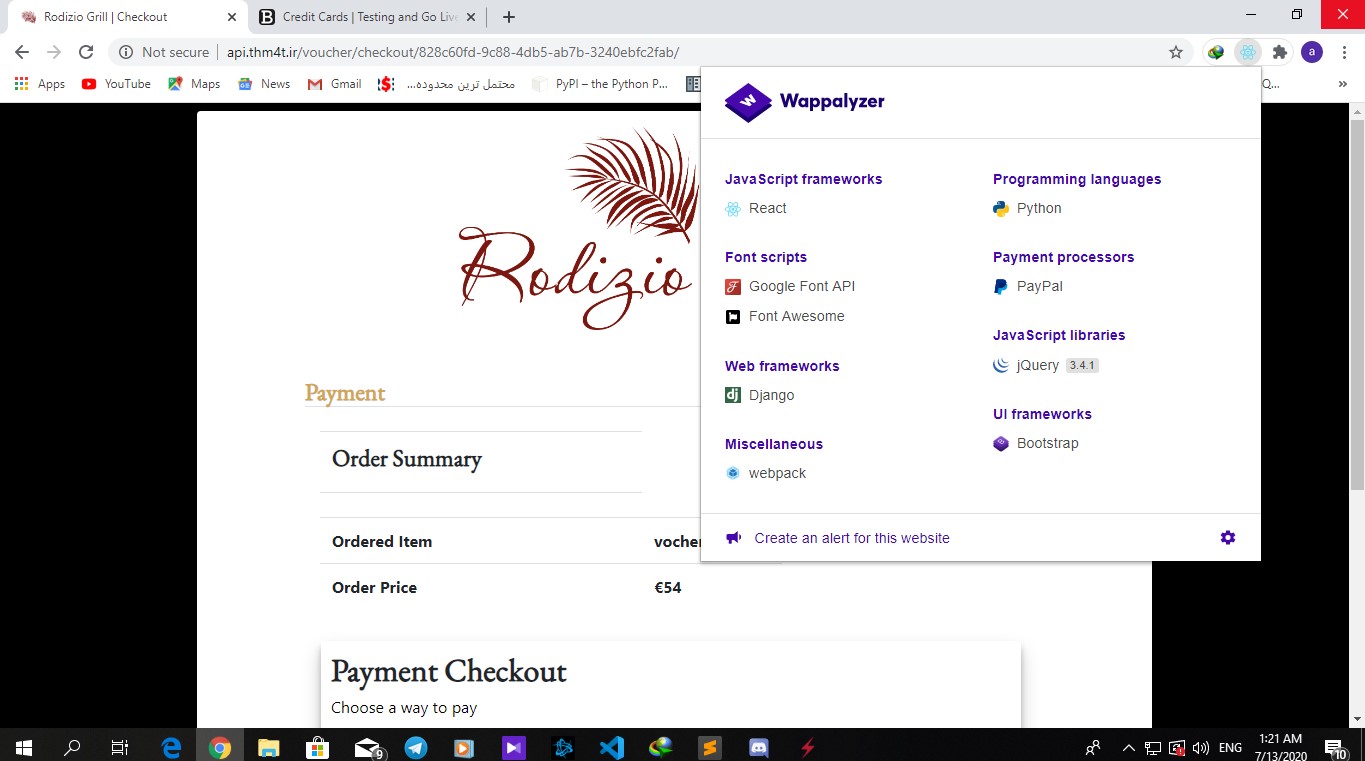 Rodizio Grill | Checkout
Credit Cards | Testing and Go Live
Not secure
api.thm4t.ir/voucher/checkout/828c60fd-9c88-4db5-ab7b-3240ebfc2fab/
a
Apps
YouTube
Maps
News
Gmail
محتمل ترین محدوده...
PyPI – the Python P...
Q...
»
Wappalyzer
Rodizio
JavaScript frameworks
React
Font scripts
Google Font API
Font Awesome
Web frameworks
Django
Miscellaneous
webpack
Programming languages
Python
Payment processors
PayPal
JavaScript libraries
jQuery 3.4.1
UI frameworks
Bootstrap
Create an alert for this website
Payment
Order Summary
Ordered Item
vocher
Order Price
€54
Payment Checkout
Choose a way to pay
9
ENG
1:21 AM
7/13/2020
10